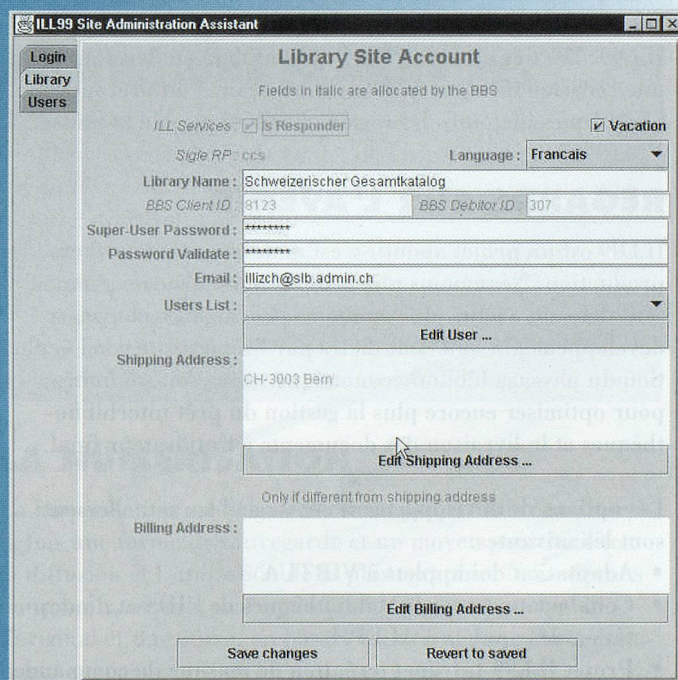 ILL99 Site Administration Assistant
Login
Library
Users
Library Site Account
Fields in italic are allocated by the BBS
ILL Services : Is Responder Vacation
Sigle RP : ccs Language : Francais
Library Name : Schweizerischer Gesamtkatalog
BBS Client ID : 8123 BBS Debitor ID : 307
Super-User Password : ********
Password Validate : ********
Email : illizch@slb.admin.ch
Users List :
Edit User ...
Shipping Address :
CH-3003 Bern
Edit Shipping Address ...
Only if different from shipping address
Billing Address :
Edit Billing Address ...
Save changes Revert to saved